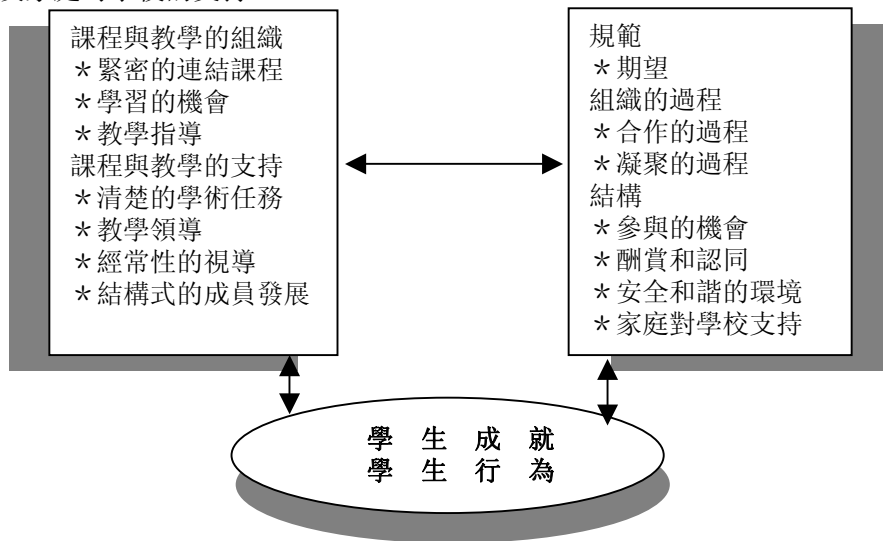 課程與教學的組織
＊緊密的連結課程
＊學習的機會
＊教學指導
課程與教學的支持
＊清楚的學術任務
＊教學領導
＊經常性的視導
＊結構式的成員發展
規範
＊期望
組織的過程
＊合作的過程
＊凝聚的過程
結構
＊參與的機會
＊酬賞和認同
＊安全和諧的環境
＊家庭對學校支持
學 生 成 就
學 生 行 為